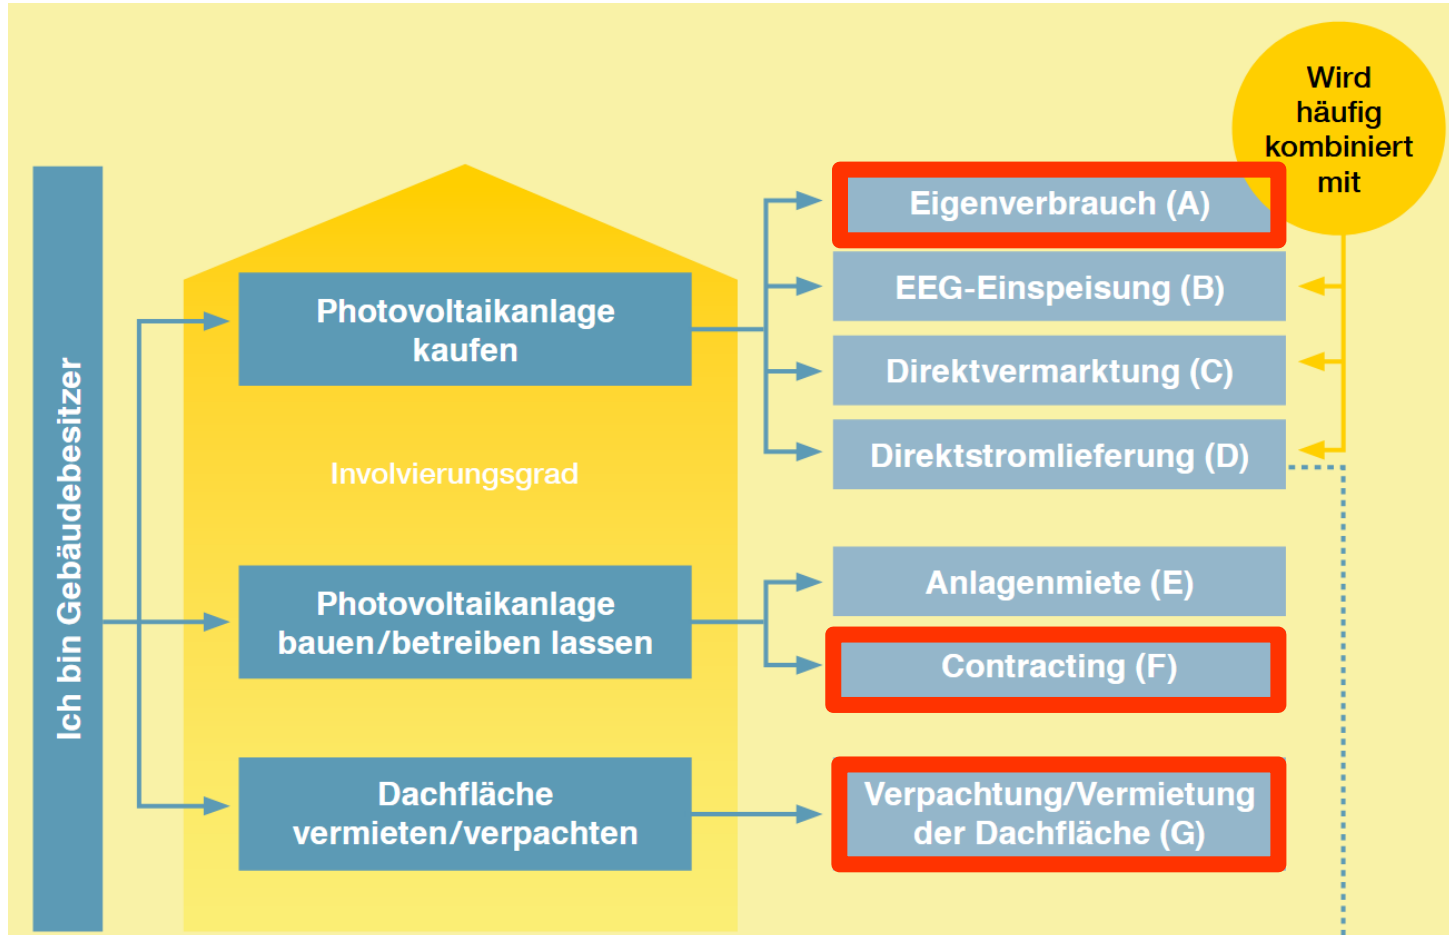 Wird
häufig
kombiniert
mit
Ich bin Gebäudebesitzer
Photovoltaikanlage
kaufen
Involvierungsgrad
Photovoltaikanlage
bauen/betreiben lassen
Dachfläche
vermieten/verpachten
Eigenverbrauch (A)
EEG-Einspeisung (B)
Direktvermarktung (C)
Direktstromlieferung (D)
Anlagenmiete (E)
Contracting (F)
Verpachtung/Vermietung
der Dachfläche (G)